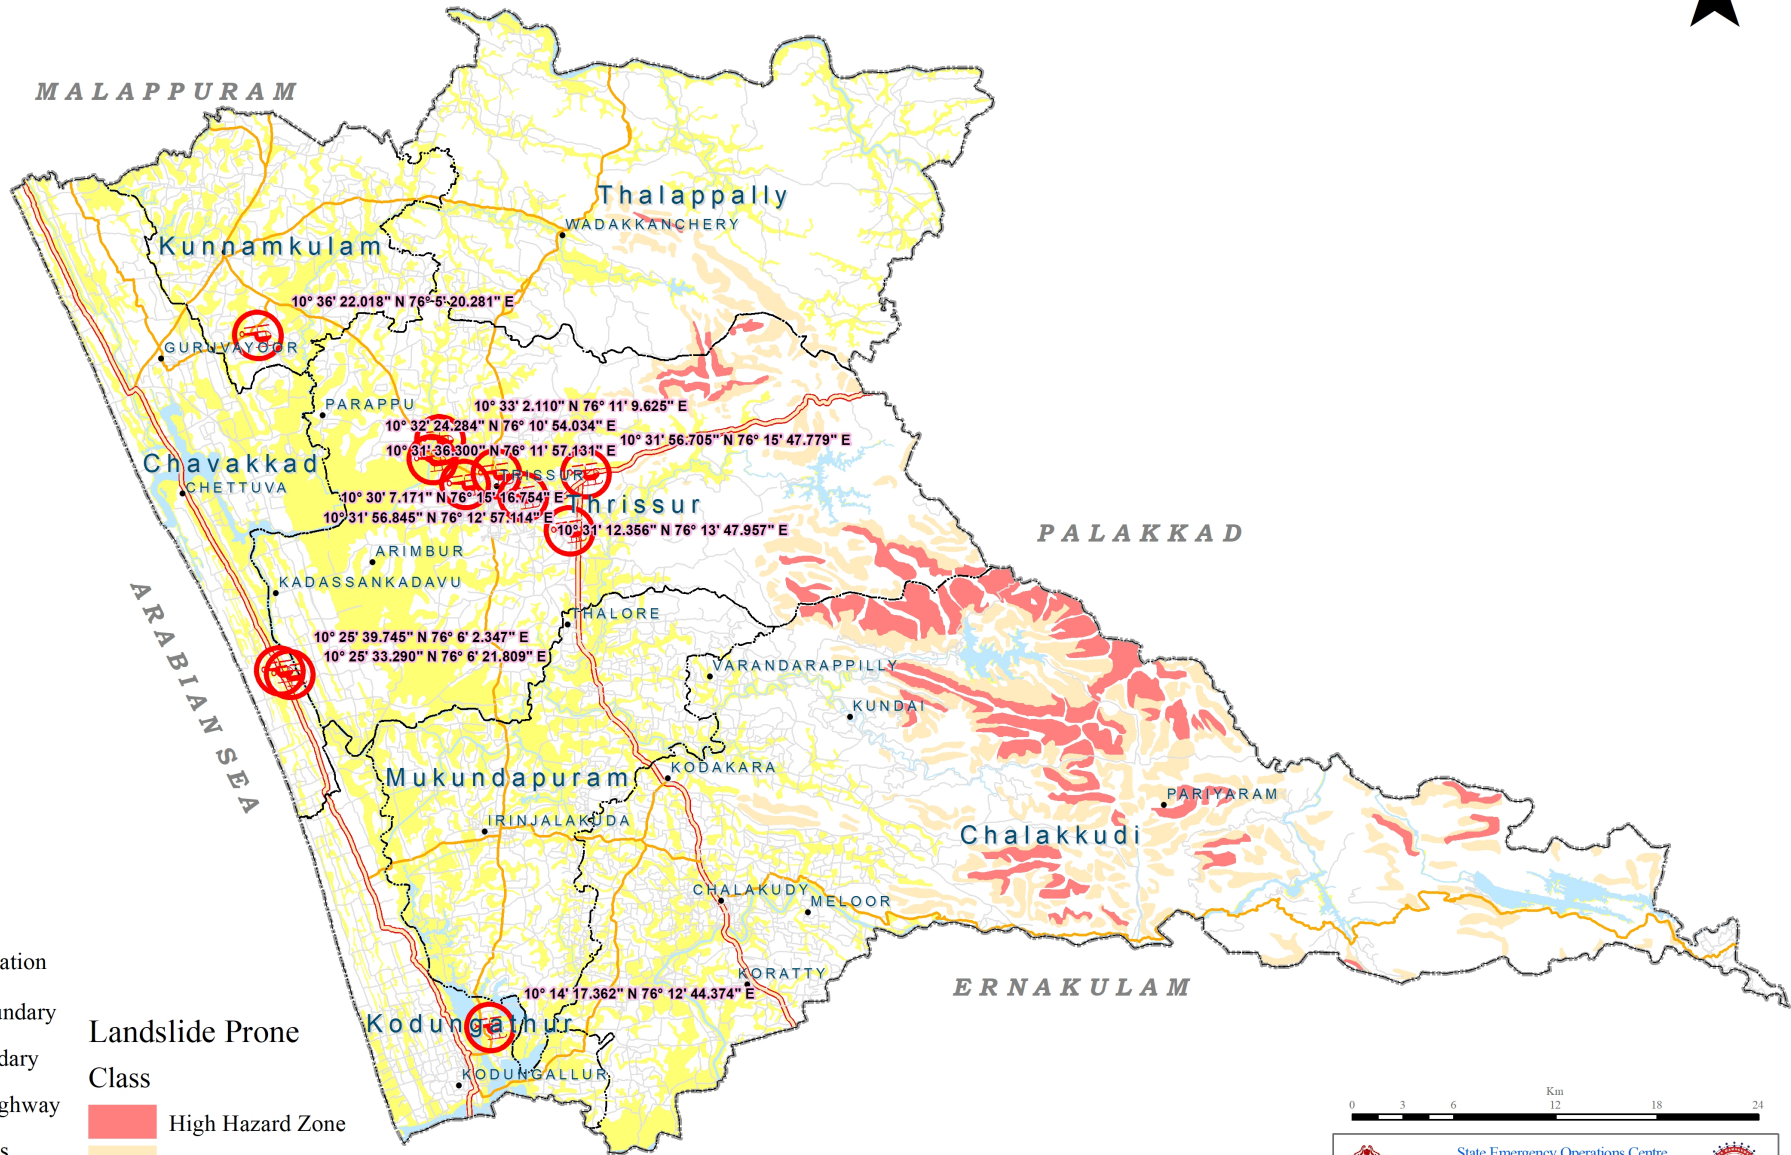 MALAPPURAM
Thalappally
WADAKKANCHERY
Kunnamkulam
10° 36' 22.018" N 76° 5' 20.281" E
GURUVAYOOR
PARAPPU
10° 33' 2.110" N 76° 11' 9.625" E
10° 32' 24.284" N 76° 10' 54.034" E
10° 31' 56.705" N 76° 15' 47.779" E
10° 31' 36.300" N 76° 11' 57.131" E
Chavakkad
TRISSUR
CHETTUVA
10° 30' 7.171" N 76° 15' 16.754" E
Thrissur
10° 31' 56.845" N 76° 12' 57.114" E
10° 31' 12.356" N 76° 13' 47.957" E
PALAKKAD
ARIMBUR
KADASSANKADAVU
ARABIAN SEA
THALORE
10° 25' 39.745" N 76° 6' 2.347" E
10° 25' 33.290" N 76° 6' 21.809" E
VARANDARAPPILLY
KUNDAI
KODAKARA
Mukundapuram
PARIYARAM
IRINJALAKUDA
Chalakkudi
CHALAKUDY
MELOOR
KORATTY
ERNAKULAM
10° 14' 17.362" N 76° 12' 44.374" E
Kodungathur
KODUNGALLUR
ation
undary
dary
ghway
s
Landslide Prone
Class
High Hazard Zone
Km
0 3 6 12 18 24
State Emergency Operations Centre